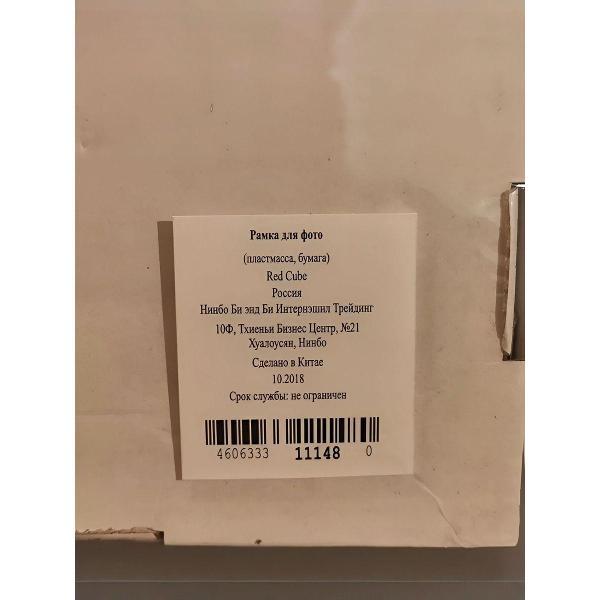 Рамка для фото
(пластмасса, бумага)
Red Cube
Россия
Нинбо Би энд Би Интернэшил Трейдинг
10Ф, Тхиеньи Бизнес Центр, №21
Хуалоусян, Нинбо
Сделано в Китае
10.2018
Срок службы: не ограничен
4606333 11148 0